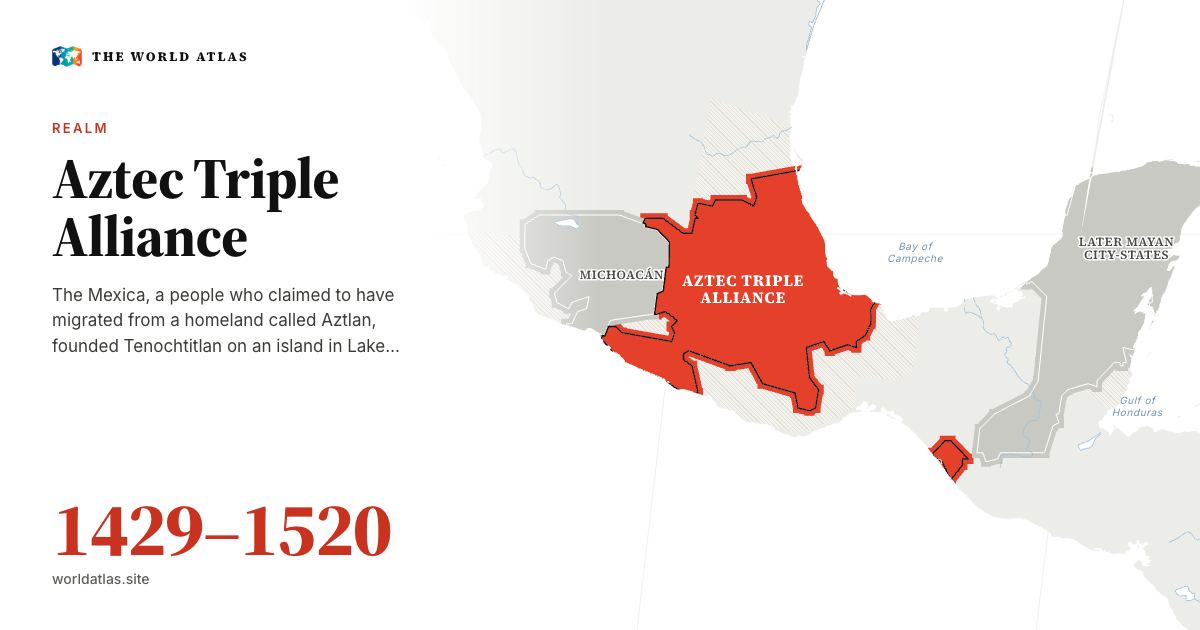 THE WORLD ATLAS
REALM
Aztec Triple
Alliance
The Mexica, a people who claimed to have
migrated from a homeland called Aztlan,
founded Tenochtitlan on an island in Lake...
1429–1520
worldatlas.site
MICHOACÁN
AZTEC TRIPLE
ALLIANCE
Bay of
Campeche
LATER MAYAN
CITY-STATES
Gulf of
Honduras